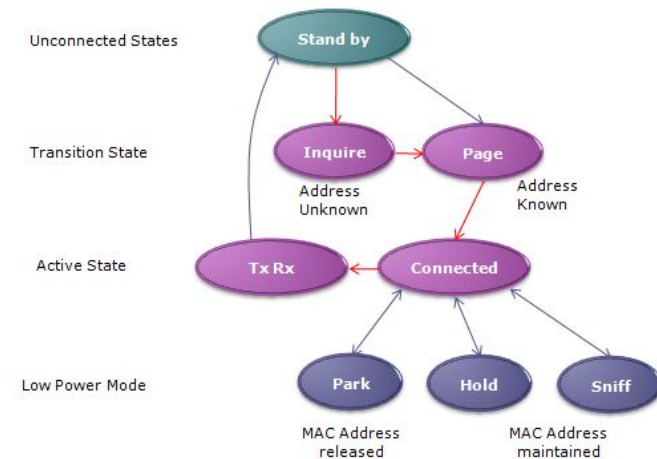 Unconnected States
Stand by
Transition State
Inquire
Page
Address
Unknown
Address
Known
Active State
Tx Rx
Connected
Low Power Mode
Park
Hold
Sniff
MAC Address
released
MAC Address
maintained